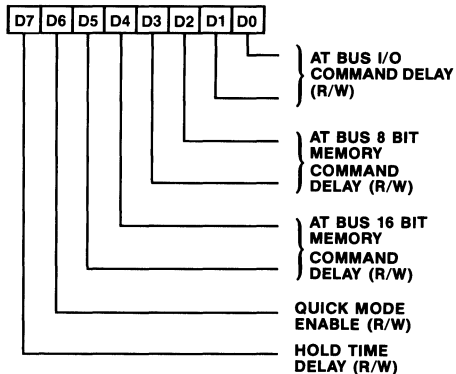 D7 D6 D5 D4 D3 D2 D1 D0
AT BUS I/O
COMMAND DELAY
(R/W)
AT BUS 8 BIT
MEMORY
COMMAND
DELAY (R/W)
AT BUS 16 BIT
MEMORY
COMMAND
DELAY (R/W)
QUICK MODE
ENABLE (R/W)
HOLD TIME
DELAY (R/W)